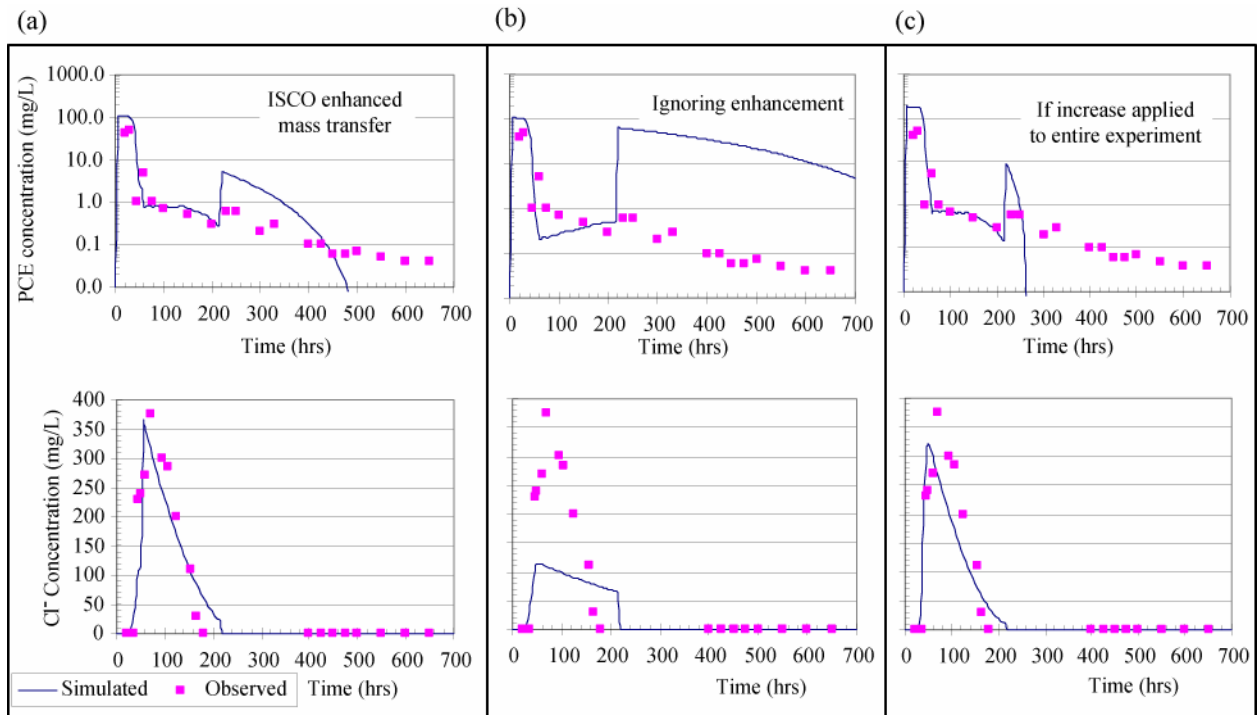 (a)
(b)
(c)
PCE concentration (mg/L)
1000.0
100.0
10.0
1.0
0.1
0.0
ISCO enhanced
mass transfer
0 100 200 300 400 500 600 700
Time (hrs)
Ignoring enhancement
0 100 200 300 400 500 600 700
Time (hrs)
If increase applied
to entire experiment
0 100 200 300 400 500 600 700
Time (hrs)
Cl⁻ Concentration (mg/L)
400
350
300
250
200
150
100
50
0
0 100 200 300 400 500 600 700
Time (hrs)
0 100 200 300 400 500 600 700
Time (hrs)
0 100 200 300 400 500 600 700
Time (hrs)
Simulated Observed